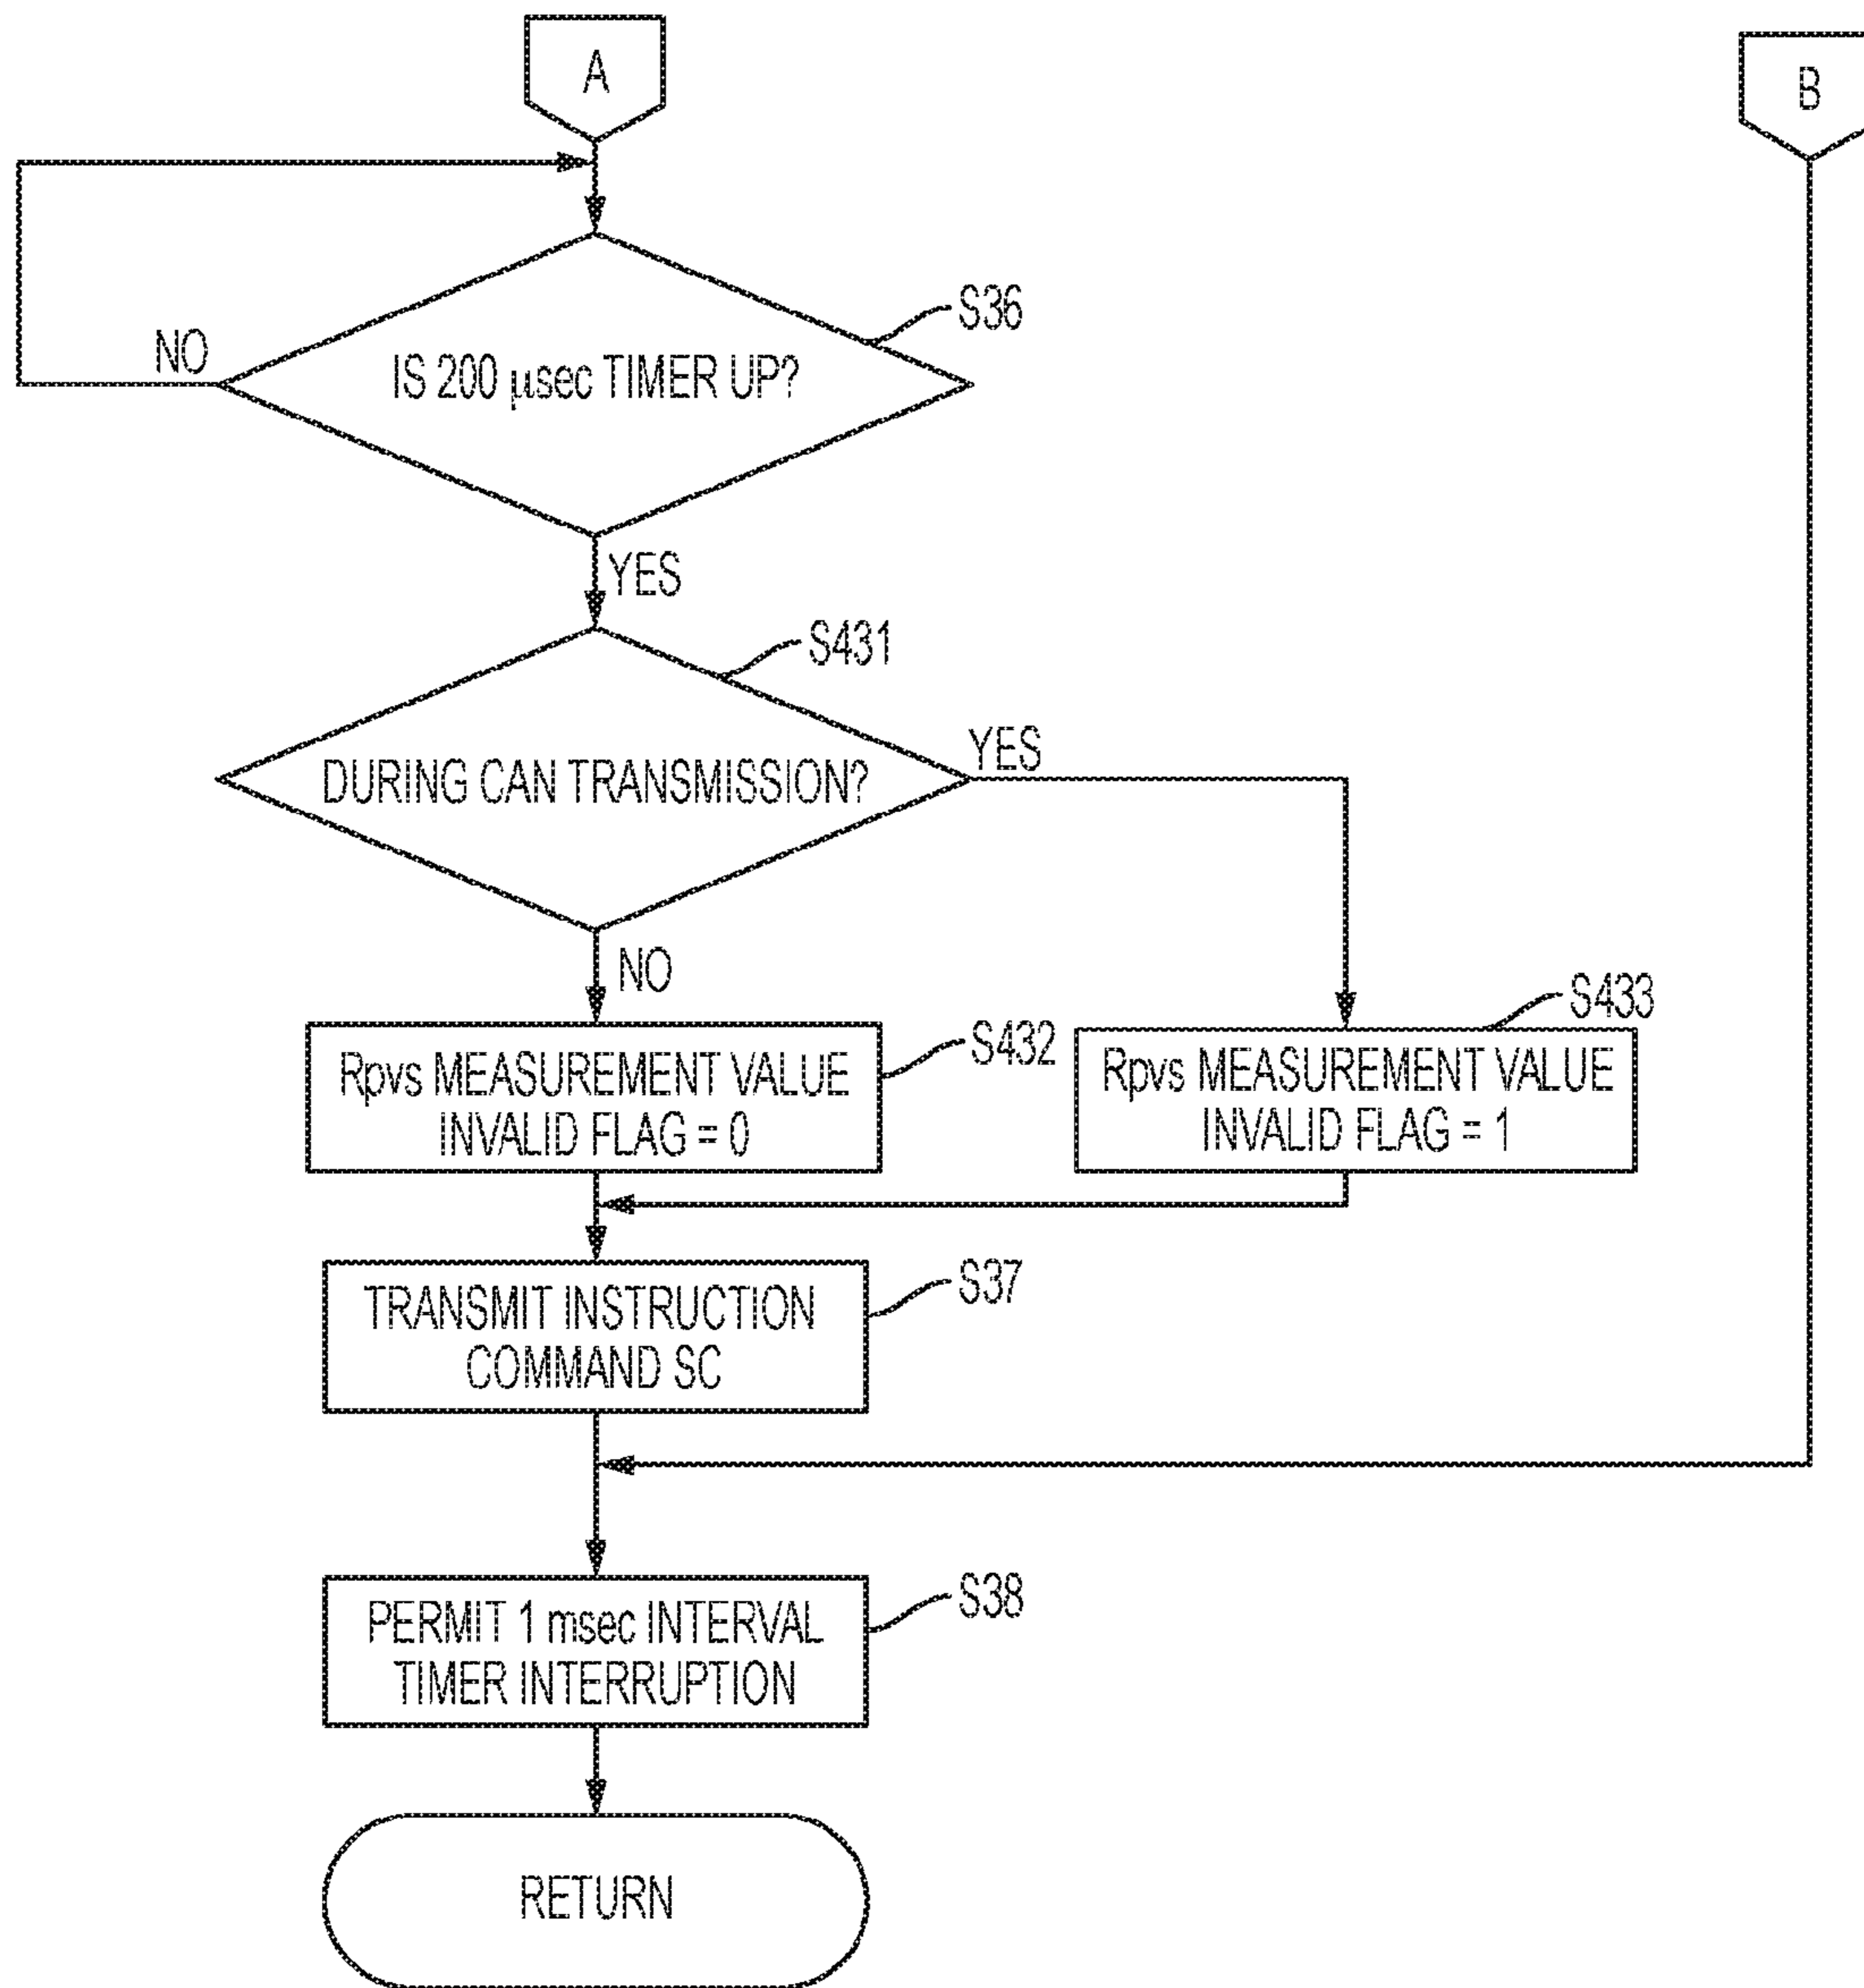 A
B
S36
NO
IS 200 µsec TIMER UP?
YES
S431
YES
DURING CAN TRANSMISSION?
NO
S432
S433
Rpvs MEASUREMENT VALUE
INVALID FLAG = 0
Rpvs MEASUREMENT VALUE
INVALID FLAG = 1
S37
TRANSMIT INSTRUCTION
COMMAND SC
S38
PERMIT 1 msec INTERVAL
TIMER INTERRUPTION
RETURN